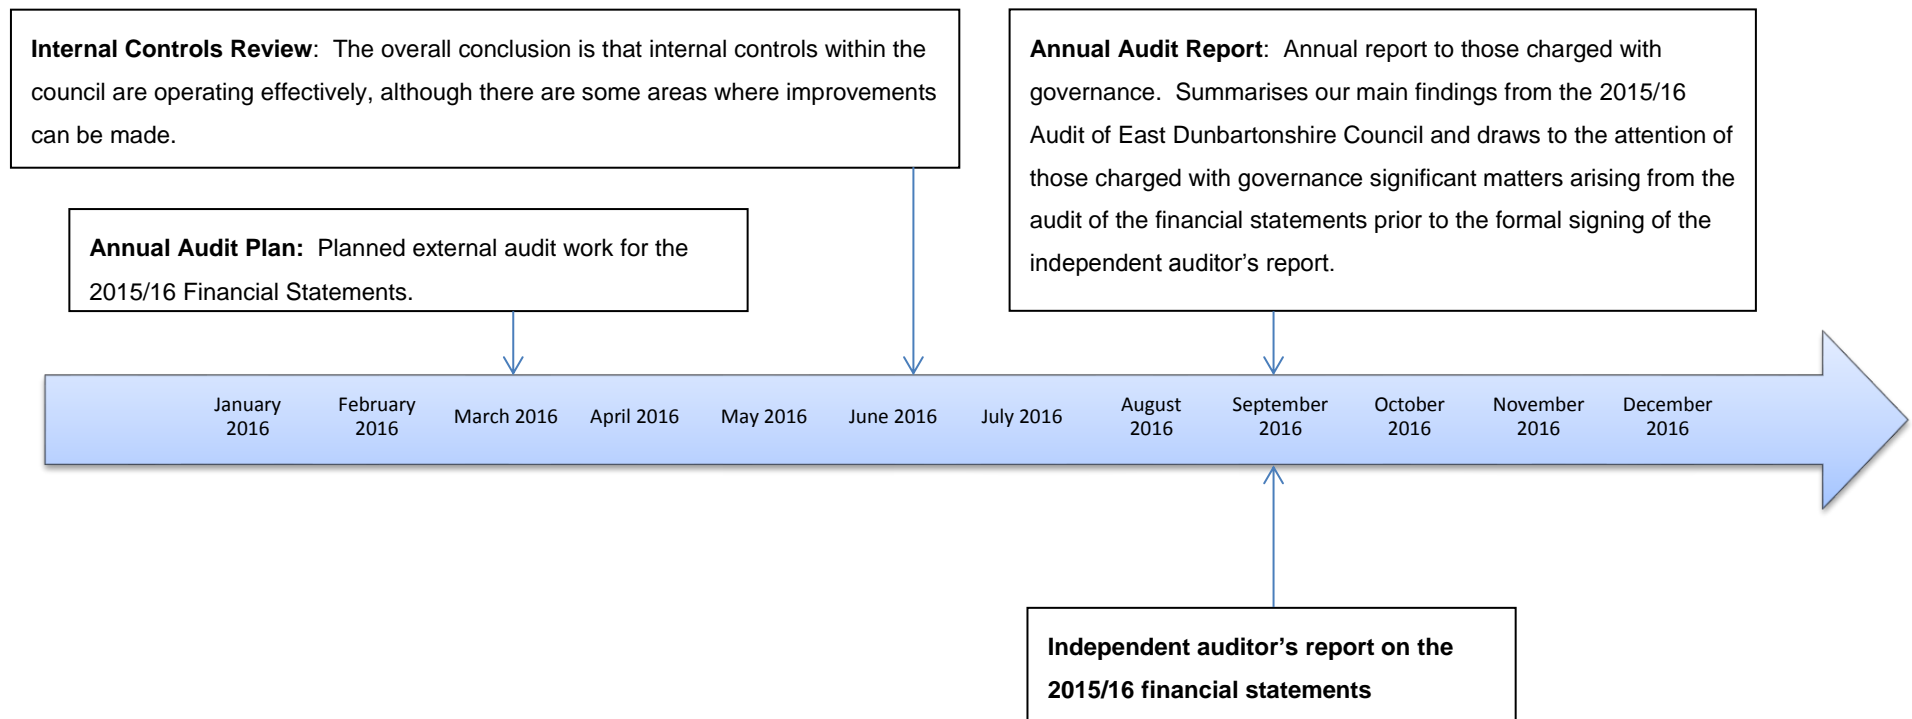 Internal Controls Review:  The overall conclusion is that internal controls within the
council are operating effectively, although there are some areas where improvements
can be made.
Annual Audit Report:  Annual report to those charged with
governance.  Summarises our main findings from the 2015/16
Audit of East Dunbartonshire Council and draws to the attention of
those charged with governance significant matters arising from the
audit of the financial statements prior to the formal signing of the
independent auditor’s report.
Annual Audit Plan:  Planned external audit work for the
2015/16 Financial Statements.
January
2016
February
2016
March 2016
April 2016
May 2016
June 2016
July 2016
August
2016
September
2016
October
2016
November
2016
December
2016
Independent auditor’s report on the
2015/16 financial statements